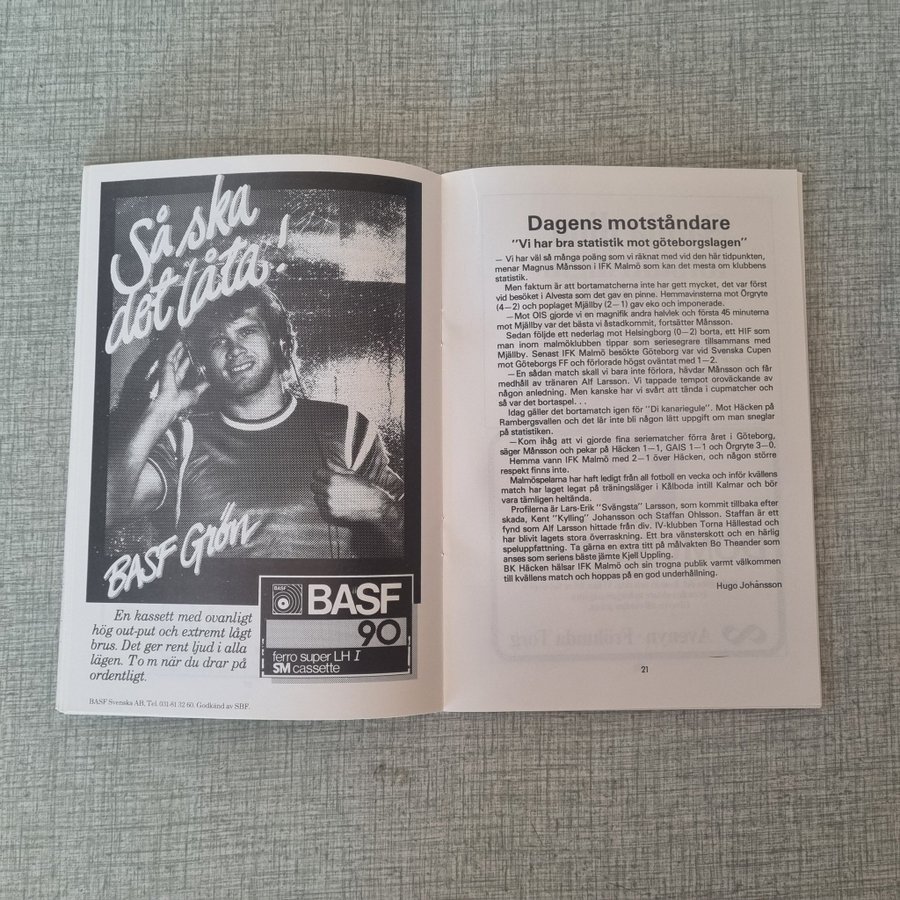 Så ska
det låta!
BASF Grön
BASF
BASF
90
ferro super LH I
SM cassette
En kassett med ovanligt
hög out-put och extremt lågt
brus. Det ger rent ljud i alla
lägen. T o m när du drar på
ordentligt.
BASF Svenska AB. Tel. 031-81 32 60. Godkänd av SBF.
Dagens motståndare
"Vi har bra statistik mot göteborgslagen"
— Vi har väl så många poäng som vi räknat med vid den här tidpunkten,
menar Magnus Månsson i IFK Malmö som kan det mesta om klubbens
statistik.
Men faktum är att bortamatcherna inte har gett mycket, det var först
vid besöket i Alvesta som det gav en pinne. Hemmavinsterna mot Örgryte
(4—2) och poplaget Mjällby (2—1) gav eko och imponerade.
—Mot OIS gjorde vi en magnifik andra halvlek och första 45 minuterna
mot Mjällby var det bästa vi åstadkommit, fortsätter Månsson.
Sedan följde ett nederlag mot Helsingborg (0—2) borta, ett HIF som
man inom malmöklubben tippar som seriesegrare tillsammans med
Mjällby. Senast IFK Malmö besökte Göteborg var vid Svenska Cupen
mot Göteborgs FF och förlorade högst oväntat med 1—2.
—En sådan match skall vi bara inte förlora, hävdar Månsson och får
medhåll av tränaren Alf Larsson. Vi tappade tempot oroväckande av
någon anledning. Men kanske har vi svårt att tända i cupmatcher och
så var det bortaspel. . .
Idag gäller det bortamatch igen för "Di kanariegule". Mot Häcken på
Rambergsvallen och det lär inte bli någon lätt uppgift om man sneglar
på statistiken.
—Kom ihåg att vi gjorde fina seriematcher förra året i Göteborg,
säger Månsson och pekar på Häcken 1—1, GAIS 1—1 och Örgryte 3—0.
Hemma vann IFK Malmö med 2—1 över Häcken, och någon större
respekt finns inte.
Malmöspelarna har haft ledigt från all fotboll en vecka och inför kvällens
match har laget legat på träningsläger i Kålboda intill Kalmar och bör
vara tämligen heltända.
Profilerna är Lars-Erik "Svängsta" Larsson, som kommit tillbaka efter
skada, Kent "Kylling" Johansson och Staffan Ohlsson. Staffan är ett
fynd som Alf Larsson hittade från div. IV-klubben Torna Hällestad och
har blivit lagets stora överraskning. Ett bra vänsterskott och en härlig
speluppfattning. Ta gärna en extra titt på målvakten Bo Theander som
anses som seriens bäste jämte Kjell Uppling.
BK Häcken hälsar IFK Malmö och sin trogna publik varmt välkommen
till kvällens match och hoppas på en god underhållning.
Hugo Johansson
21